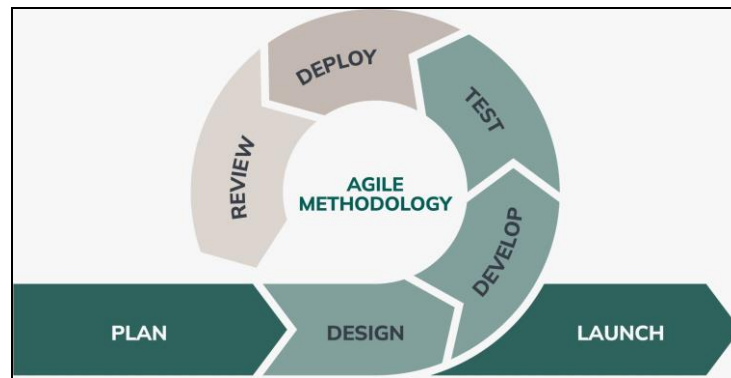 DEPLOY
TEST
REVIEW
AGILE
METHODOLOGY
DEVELOP
PLAN
DESIGN
LAUNCH